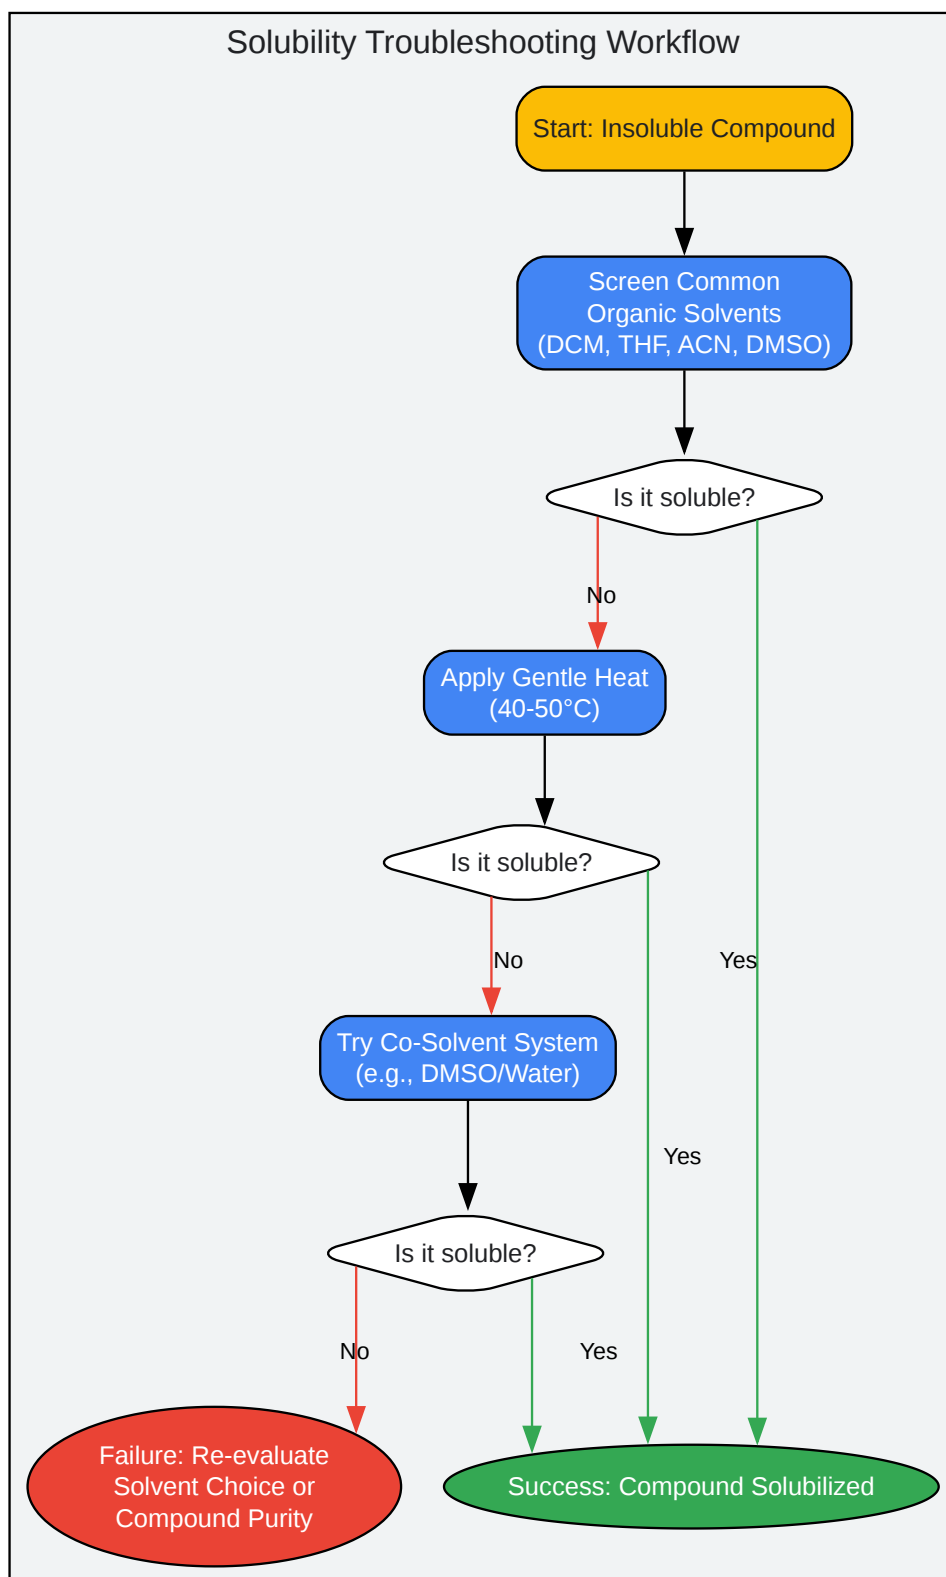 Solubility Troubleshooting Workflow
Start: Insoluble Compound
Screen Common
Organic Solvents
(DCM, THF, ACN, DMSO)
Is it soluble?
No
Apply Gentle Heat
(40-50°C)
Is it soluble?
No
Yes
Try Co-Solvent System
(e.g., DMSO/Water)
Yes
Is it soluble?
No
Yes
Failure: Re-evaluate
Solvent Choice or
Compound Purity
Success: Compound Solubilized